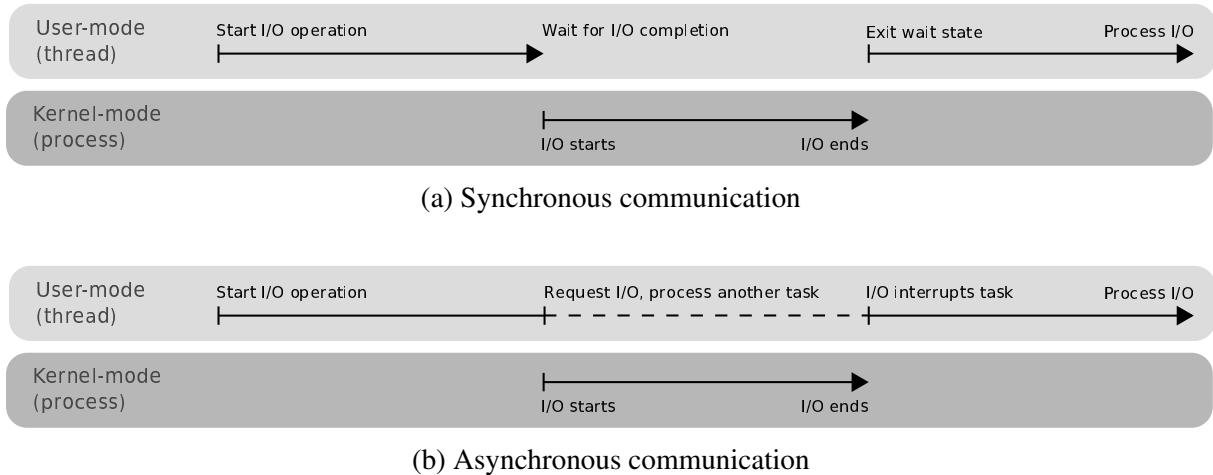 User-mode
(thread)
Start I/O operation
Wait for I/O completion
Exit wait state
Process I/O
Kernel-mode
(process)
I/O starts
I/O ends
(a) Synchronous communication
User-mode
(thread)
Start I/O operation
Request I/O, process another task
I/O interrupts task
Process I/O
Kernel-mode
(process)
I/O starts
I/O ends
(b) Asynchronous communication